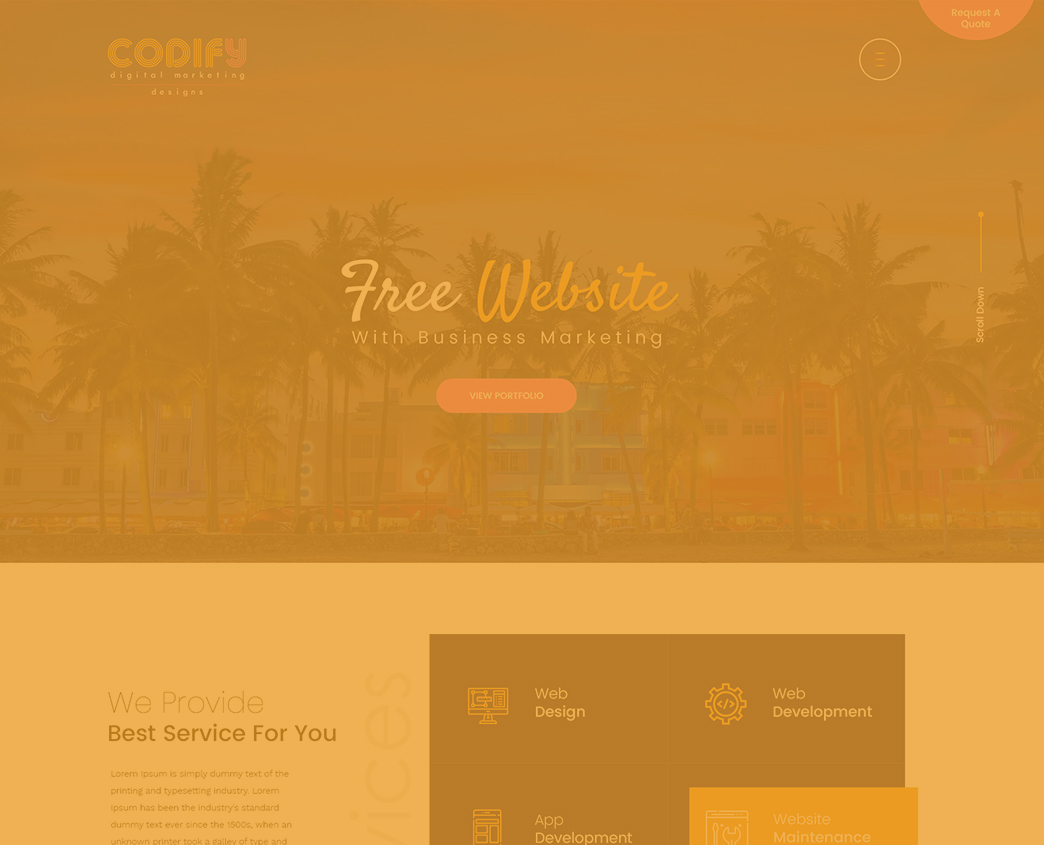 Request A
Quote
CODIFY
digital marketing
designs
Free Website
With Business Marketing
VIEW PORTFOLIO
Scroll Down
We Provide
Best Service For You
Lorem Ipsum is simply dummy text of the
printing and typesetting industry. Lorem
Ipsum has been the industry's standard
dummy text ever since the 1500s, when an
unknown printer took a galley of type and
vices
Web
Design
Web
Development
App
Development
Website
Maintenance